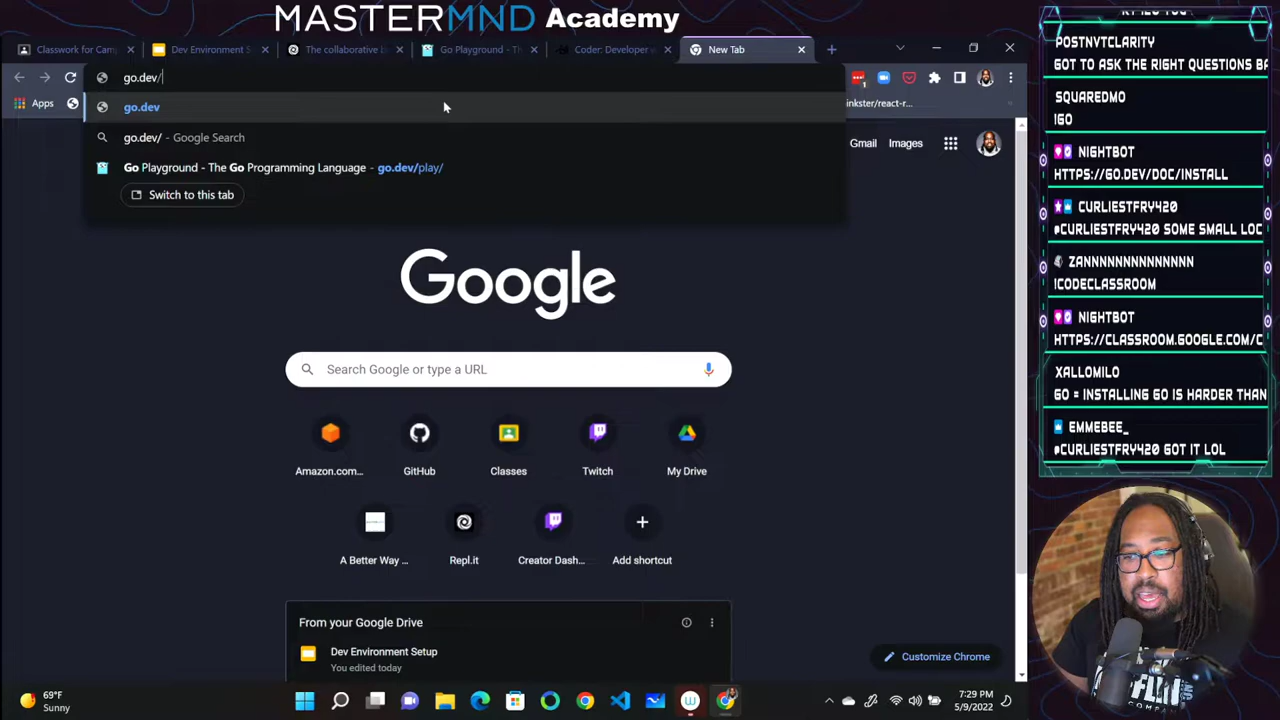 MASTERMND Academy
Classwork for Camp
Dev Environment S
The collaborative b
Go Playground - Th
Coder: Developer w
New Tab
go.dev/
go.dev
go.dev/ - Google Search
Go Playground - The Go Programming Language - go.dev/play/
Switch to this tab
Apps
inkster/react-r...
Gmail
Images
Google
Search Google or type a URL
Amazon.com...
GitHub
Classes
Twitch
My Drive
A Better Way ...
Repl.it
Creator Dash...
Add shortcut
From your Google Drive
Dev Environment Setup
You edited today
Customize Chrome
POSTNVTCLARITY
GOT TO ASK THE RIGHT QUESTIONS BA
SQUAREDMO
!GO
NIGHTBOT
HTTPS://GO.DEV/DOC/INSTALL
CURLIESTFRY420
@CURLIESTFRY420 SOME SMALL LOC
ZANNNNNNNNNNNNN
!CODECLASSROOM
NIGHTBOT
HTTPS://CLASSROOM.GOOGLE.COM/C
XALLOMILO
GO = INSTALLING GO IS HARDER THAN
EMMEBEE_
@CURLIESTFRY420 GOT IT LOL
69°F
Sunny
7:29 PM
5/9/2022